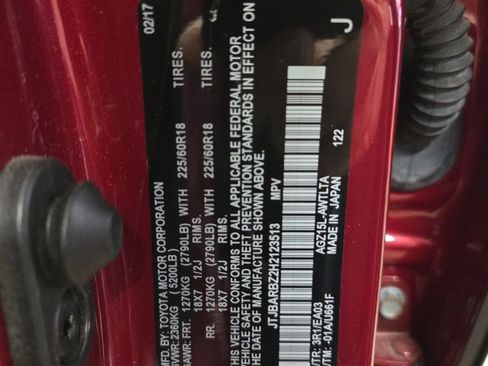 MFD. BY: TOYOTA MOTOR CORPORATION 02/17
GVWR: 2360KG ( 5200LB)
GAWR: FRT. 1270KG (2790LB) WITH 225/60R18 TIRES,
18X7 1/2J RIMS.
RR. 1270KG (2790LB) WITH 225/60R18 TIRES,
18X7 1/2J RIMS.
THIS VEHICLE CONFORMS TO ALL APPLICABLE FEDERAL MOTOR
VEHICLE SAFETY AND THEFT PREVENTION STANDARDS IN EFFECT ON
THE DATE OF MANUFACTURE SHOWN ABOVE.
JTJBARBZ2H2123513 MPV
AGZ15L-AWTLTA 122
C/TR: 3R1/EA03 MADE IN JAPAN
A/TM: -01A/U661F
J